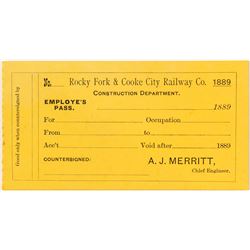 No. Rocky Fork & Cooke City Railway Co. 1889
CONSTRUCTION DEPARTMENT.
EMPLOYE'S
PASS.
1889
For Occupation
From to
Acc't Void after 1889
COUNTERSIGNED:
A. J. MERRITT,
Chief Engineer.
Good only when countersigned by